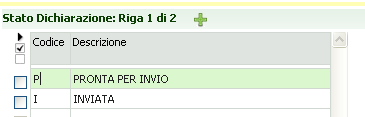 Stato Dichiarazione: Riga 1 di 2
Codice Descrizione
P PRONTA PER INVIO
I INVIATA